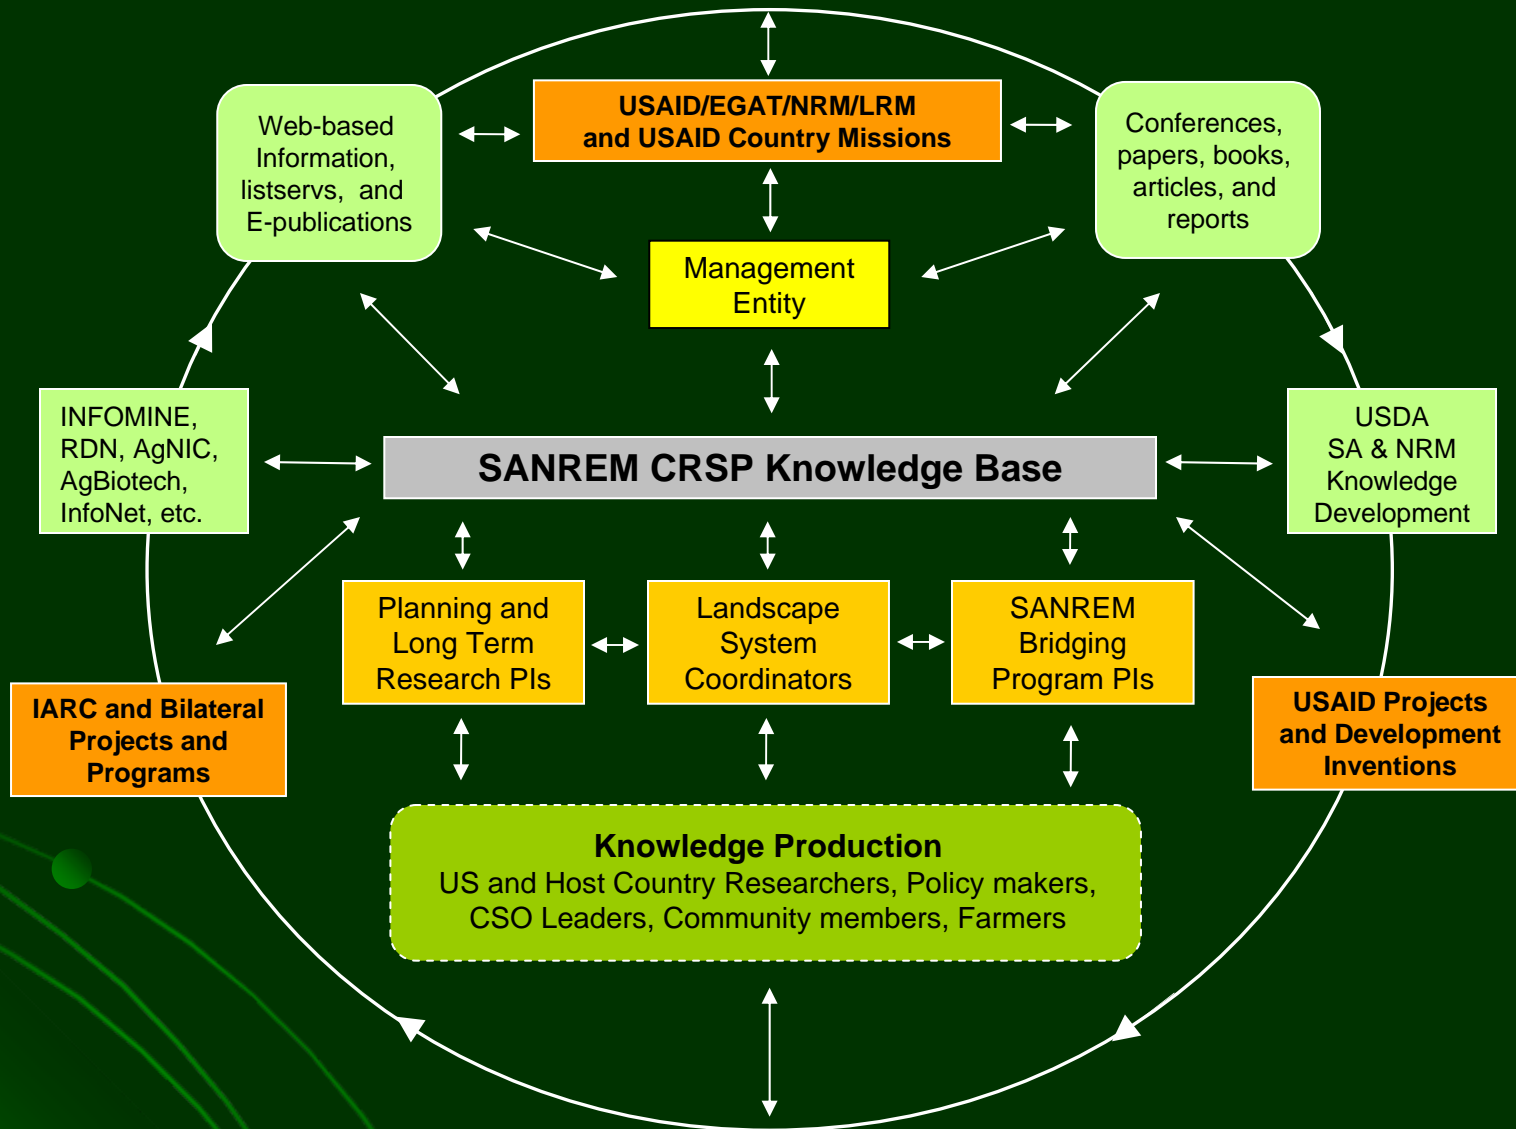 USAID/EGAT/NRM/LRM
and USAID Country Missions
Web-based
Information,
listservs, and
E-publications
Conferences,
papers, books,
articles, and
reports
Management
Entity
INFOMINE,
RDN, AgNIC,
AgBiotech,
InfoNet, etc.
SANREM CRSP Knowledge Base
USDA
SA & NRM
Knowledge
Development
Planning and
Long Term
Research PIs
Landscape
System
Coordinators
SANREM
Bridging
Program PIs
IARC and Bilateral
Projects and
Programs
USAID Projects
and Development
Inventions
Knowledge Production
US and Host Country Researchers, Policy makers,
CSO Leaders, Community members, Farmers